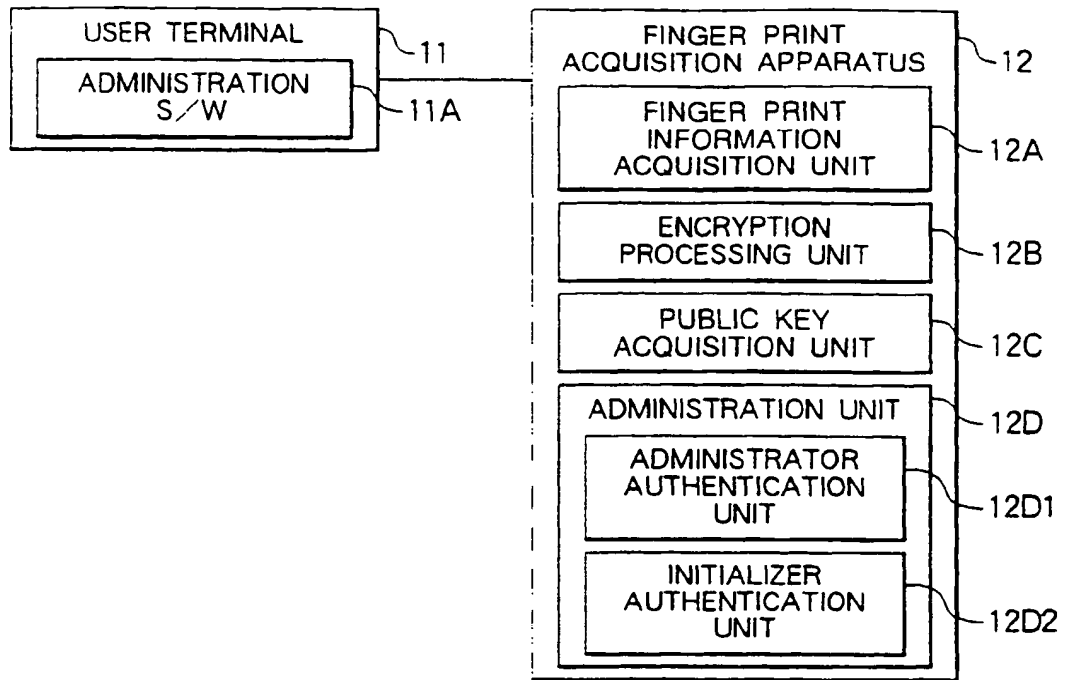 USER TERMINAL
11
ADMINISTRATION
S/W
11A
FINGER PRINT
ACQUISITION APPARATUS
12
FINGER PRINT
INFORMATION
ACQUISITION UNIT
12A
ENCRYPTION
PROCESSING UNIT
12B
PUBLIC KEY
ACQUISITION UNIT
12C
ADMINISTRATION UNIT
12D
ADMINISTRATOR
AUTHENTICATION
UNIT
12D1
INITIALIZER
AUTHENTICATION
UNIT
12D2